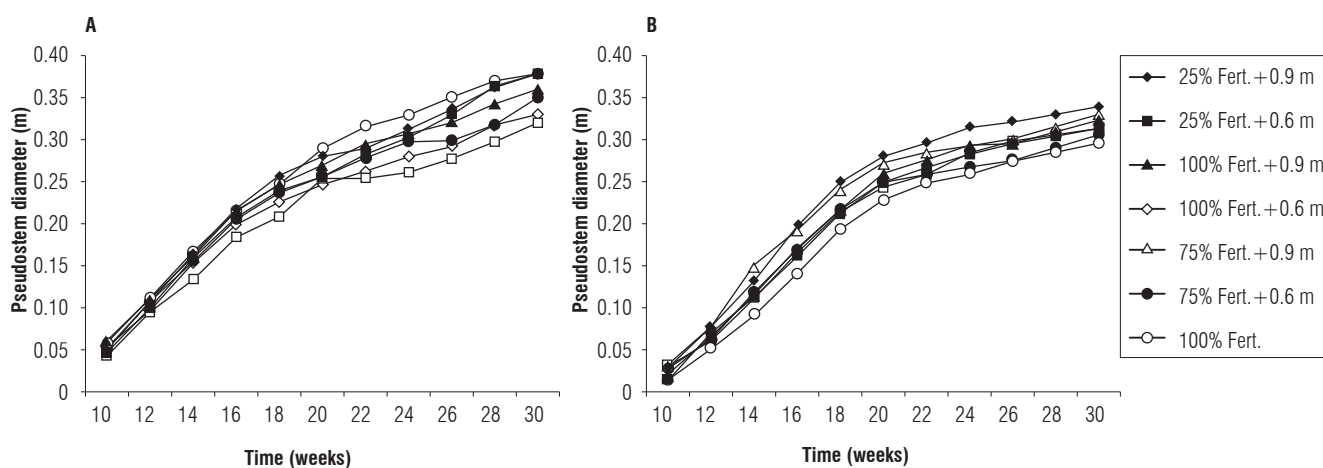 A
B
Pseudostem diameter (m)
0.40
0.35
0.30
0.25
0.20
0.15
0.10
0.05
0
10 12 14 16 18 20 22 24 26 28 30
Time (weeks)
Pseudostem diameter (m)
0.40
0.35
0.30
0.25
0.20
0.15
0.10
0.05
0
10 12 14 16 18 20 22 24 26 28 30
Time (weeks)
25% Fert.+0.9 m
25% Fert.+0.6 m
100% Fert.+0.9 m
100% Fert.+0.6 m
75% Fert.+0.9 m
75% Fert.+0.6 m
100% Fert.